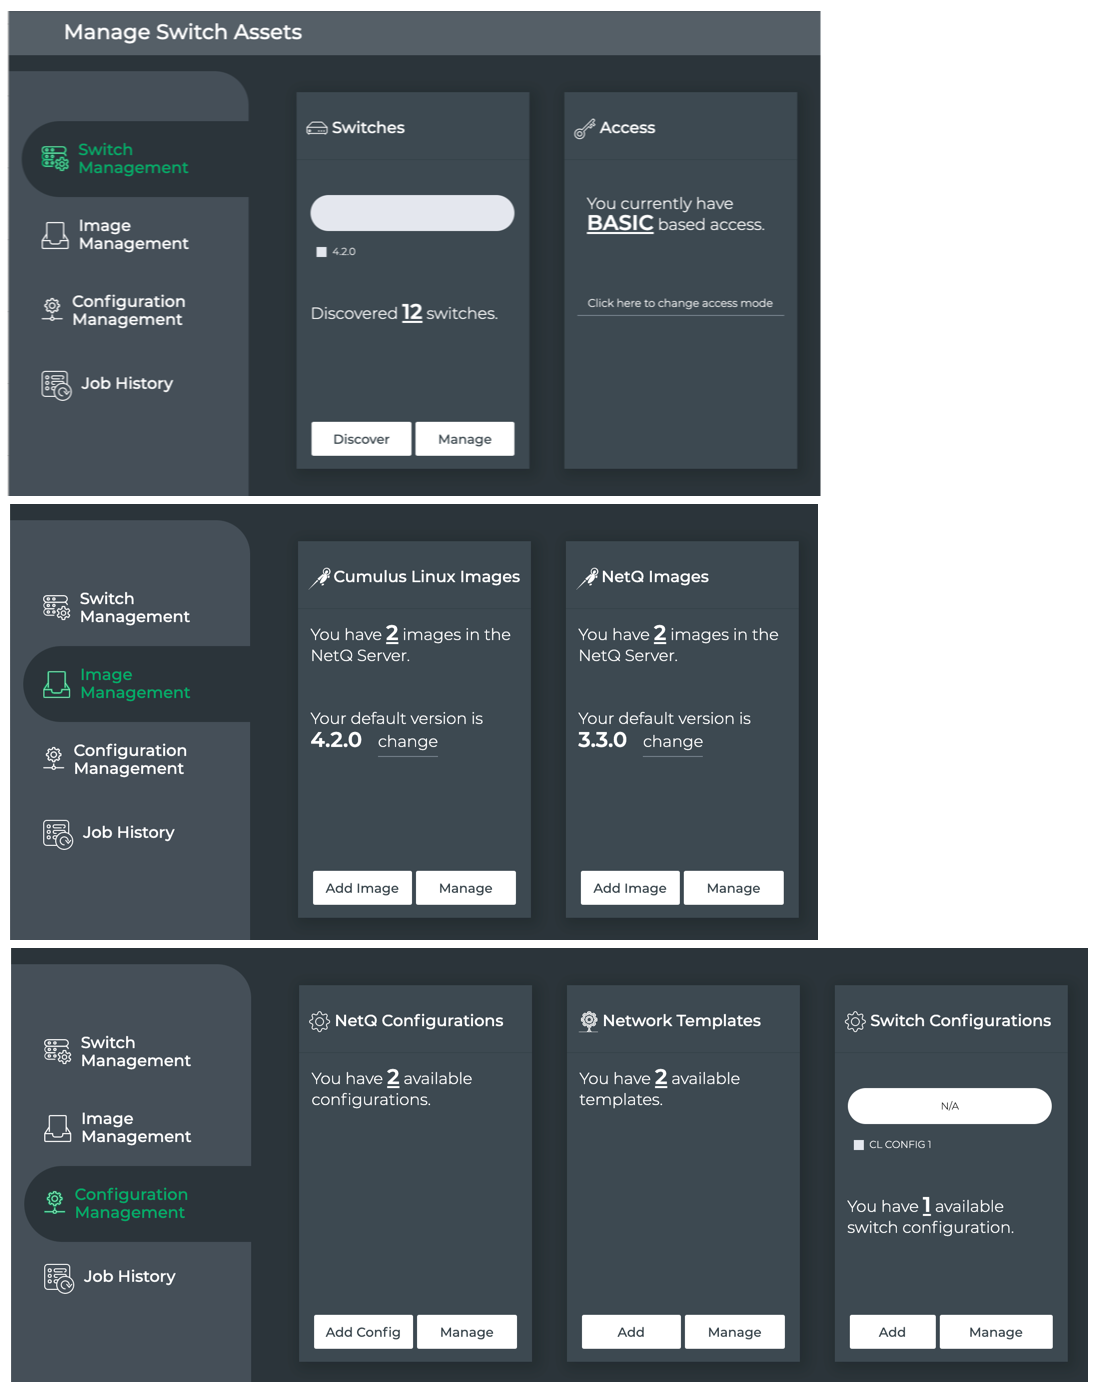 Manage Switch Assets
Switch
Management
Image
Management
Configuration
Management
Job History
Switches
4.2.0
Discovered 12 switches.
Discover
Manage
Access
You currently have
BASIC based access.
Click here to change access mode
Switch
Management
Image
Management
Configuration
Management
Job History
Cumulus Linux Images
You have 2 images in the
NetQ Server.
Your default version is
4.2.0 change
Add Image
Manage
NetQ Images
You have 2 images in the
NetQ Server.
Your default version is
3.3.0 change
Add Image
Manage
Switch
Management
Image
Management
Configuration
Management
Job History
NetQ Configurations
You have 2 available
configurations.
Add Config
Manage
Network Templates
You have 2 available
templates.
Add
Manage
Switch Configurations
N/A
CL CONFIG 1
You have 1 available
switch configuration.
Add
Manage